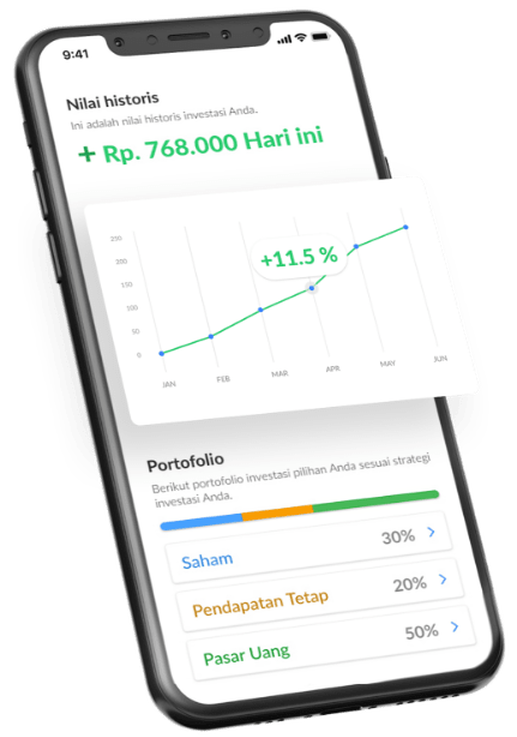 9:41
Nilai historis
Ini adalah nilai historis investasi Anda.
+ Rp. 768.000 Hari ini
250
200
150
100
50
0
+11.5 %
JAN FEB MAR APR MAY JUN
Portofolio
Berikut portofolio investasi pilihan Anda sesuai strategi
investasi Anda.
Saham 30%
Pendapatan Tetap 20%
Pasar Uang 50%